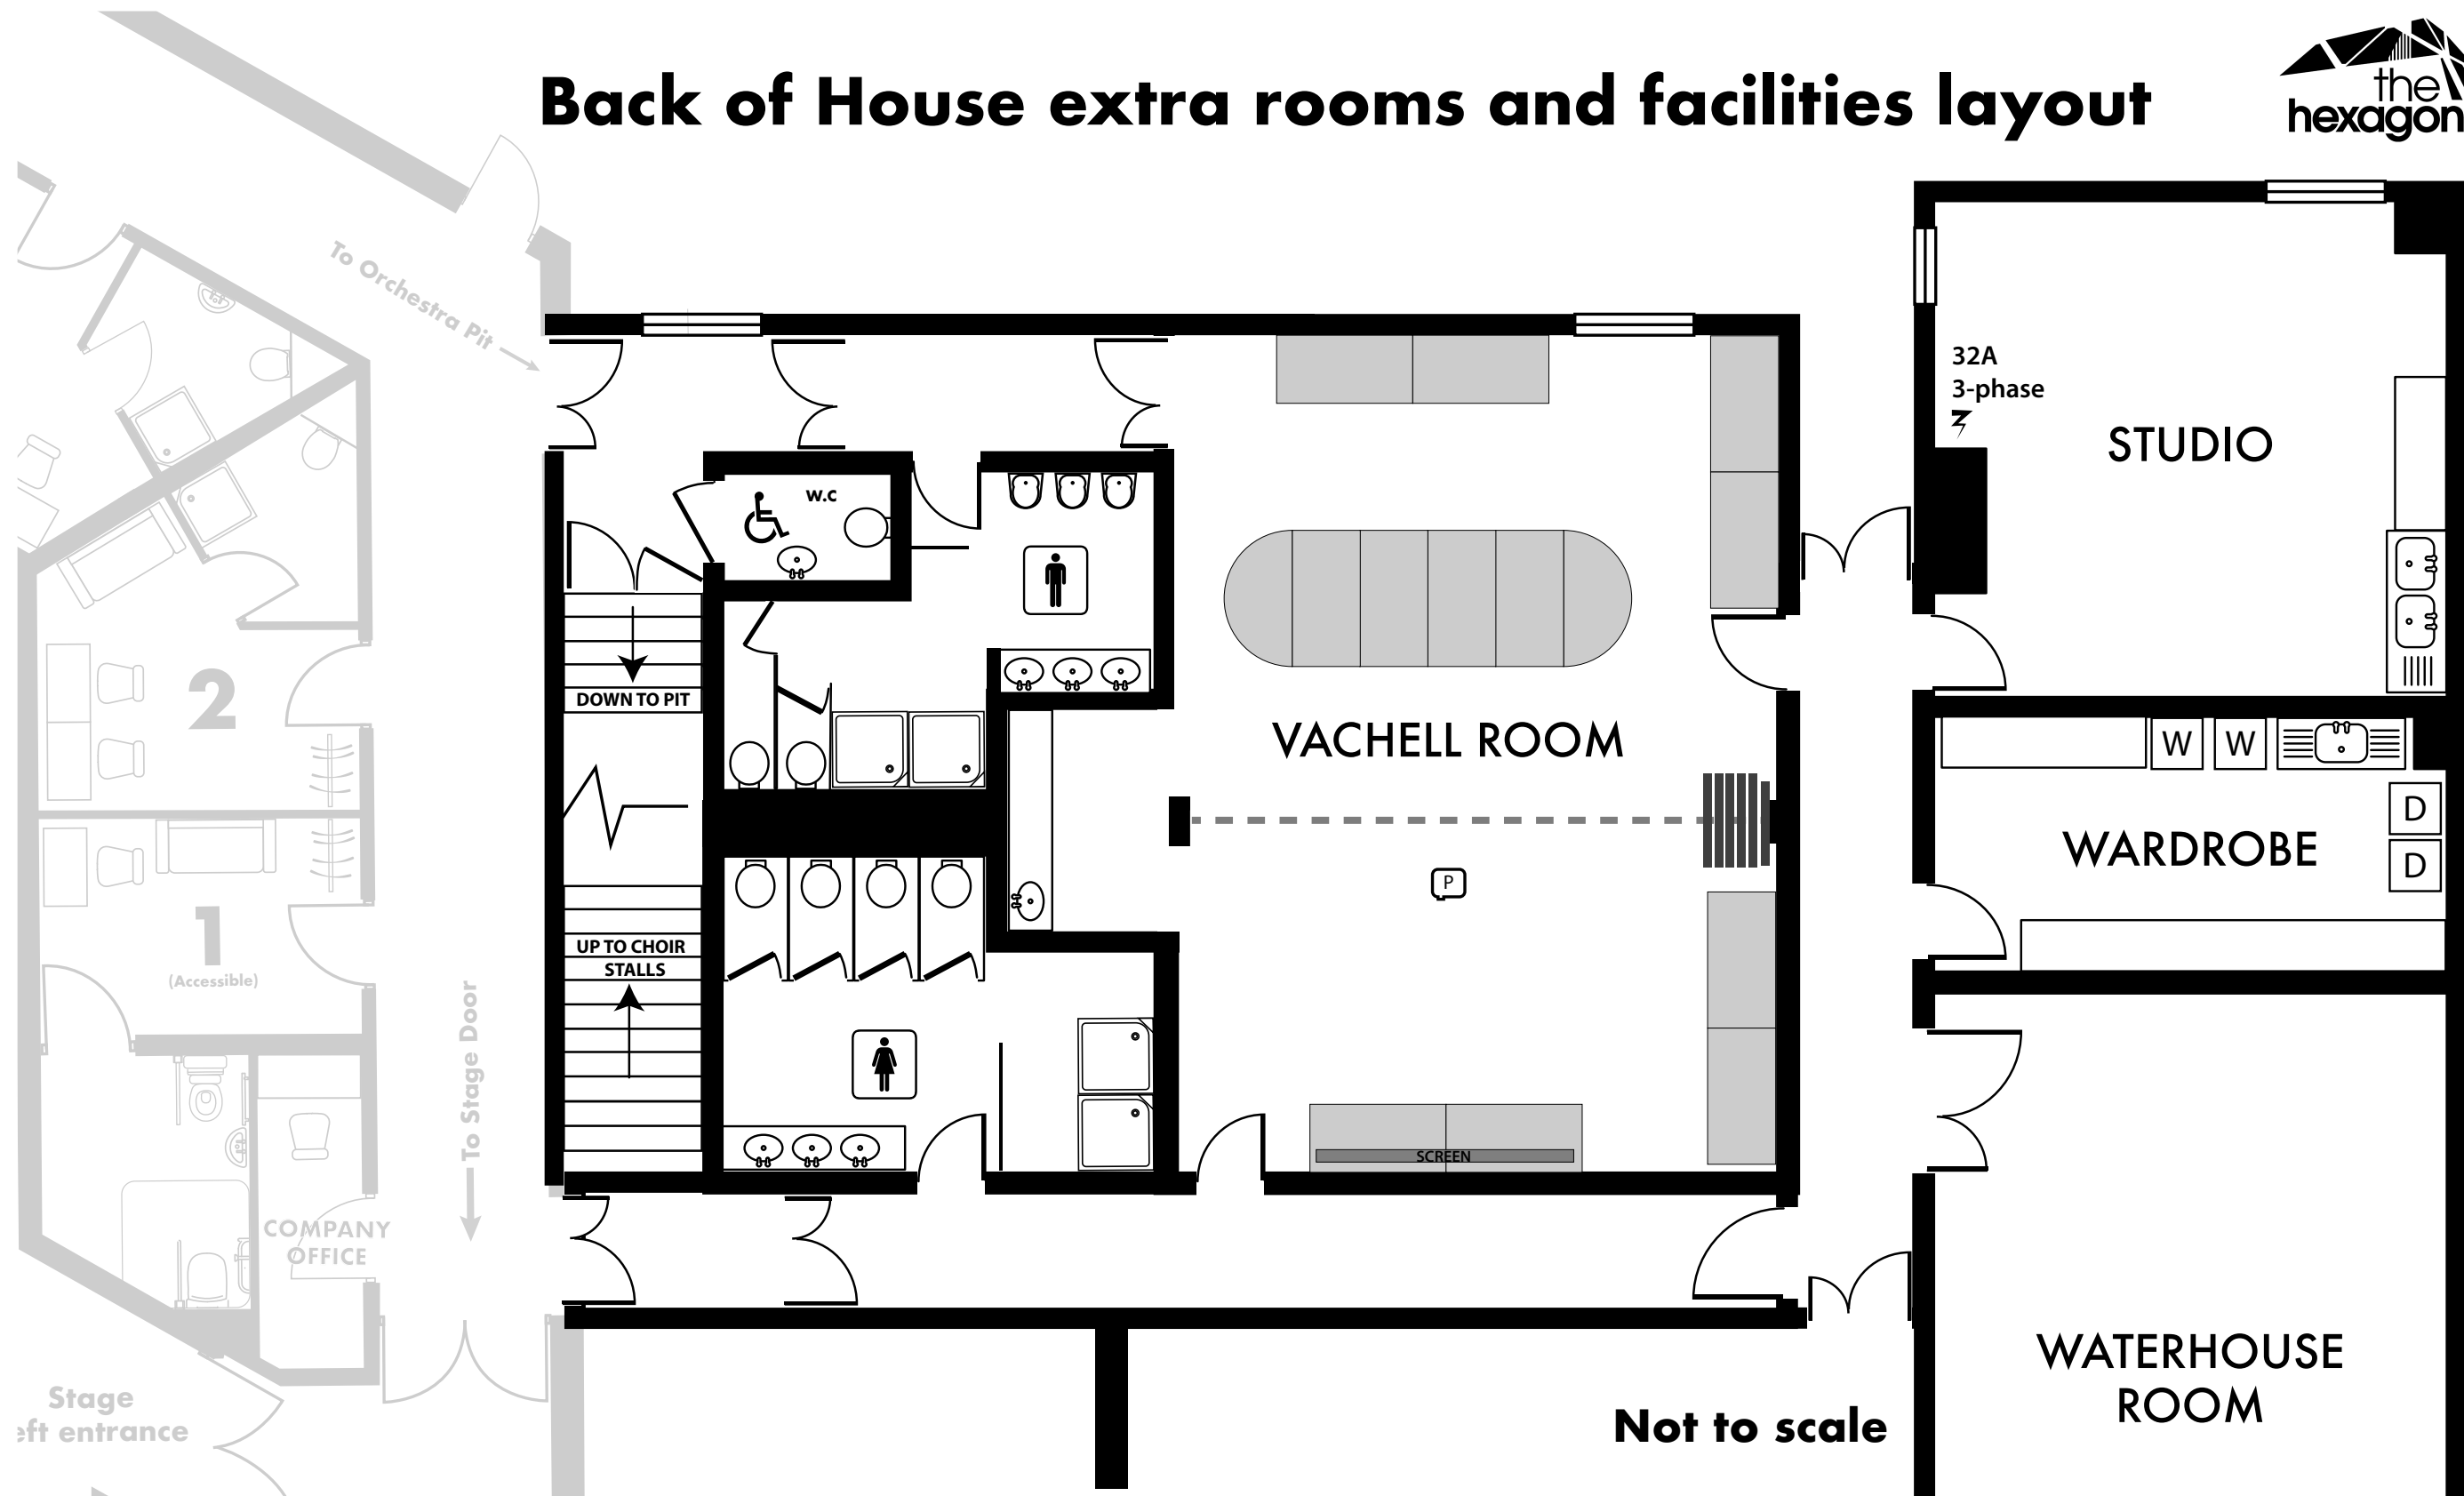 Back of House extra rooms and facilities layout
the
hexagon
To Orchestra Pit
32A
3-phase
STUDIO
w.c
DOWN TO PIT
2
VACHELL ROOM
W W
D
WARDROBE
D
P
1
(Accessible)
UP TO CHOIR
STALLS
To Stage Door
SCREEN
COMPANY
OFFICE
WATERHOUSE
ROOM
Stage
eft entrance
Not to scale